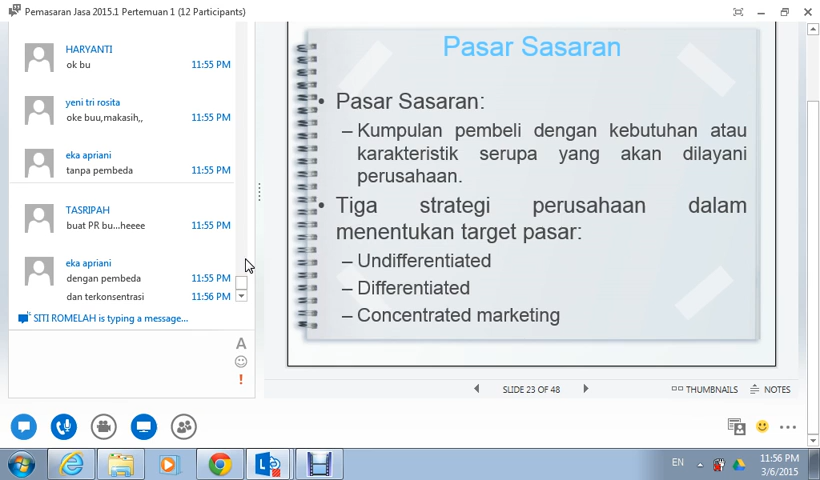 Pemasaran Jasa 2015.1 Pertemuan 1 (12 Participants)
HARYANTI
ok bu 11:55 PM
yeni tri rosita
oke buu,makasih,, 11:55 PM
eka apriani
tanpa pembeda 11:55 PM
TASRIPAH
buat PR bu...heeee 11:55 PM
eka apriani
dengan pembeda 11:55 PM
dan terkonsentrasi 11:56 PM
SITI ROMELAH is typing a message...
A
!
Pasar Sasaran
• Pasar Sasaran:
– Kumpulan pembeli dengan kebutuhan atau
karakteristik serupa yang akan dilayani
perusahaan.
• Tiga strategi perusahaan dalam
menentukan target pasar:
– Undifferentiated
– Differentiated
– Concentrated marketing
SLIDE 23 OF 48
THUMBNAILS
NOTES
EN
11:56 PM
3/6/2015